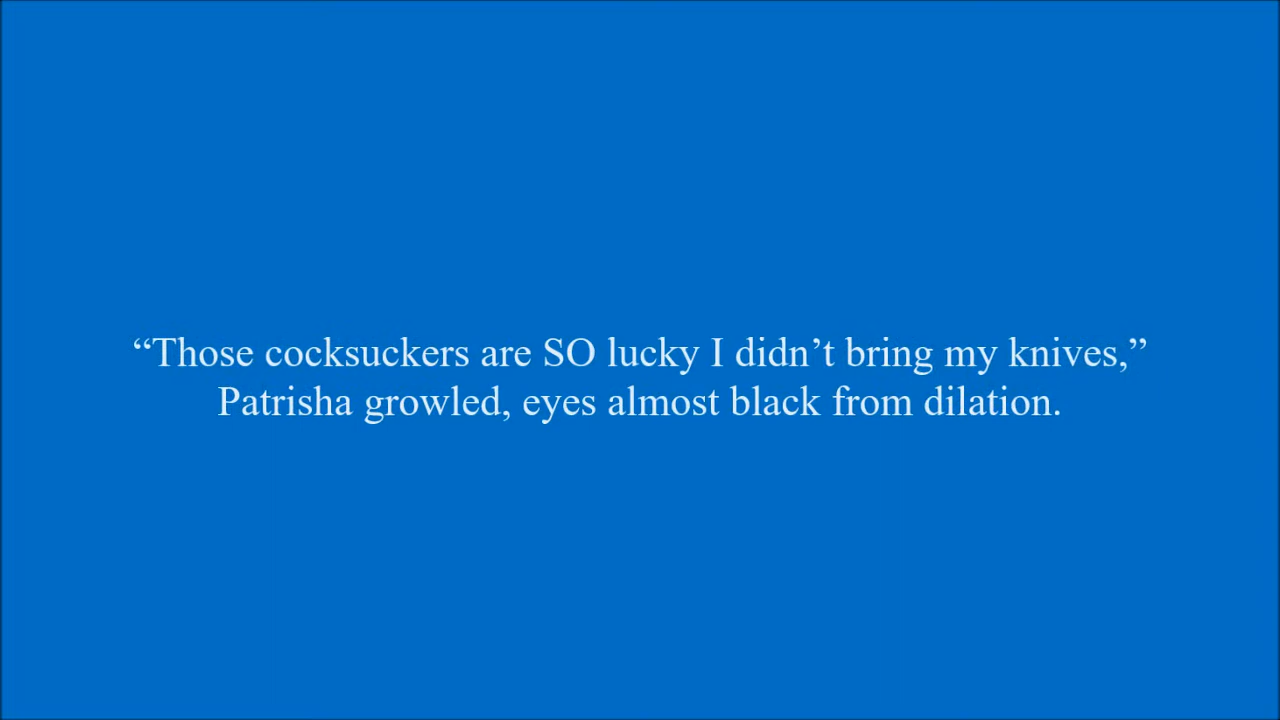 “Those cocksuckers are SO lucky I didn’t bring my knives,”
Patrisha growled, eyes almost black from dilation.